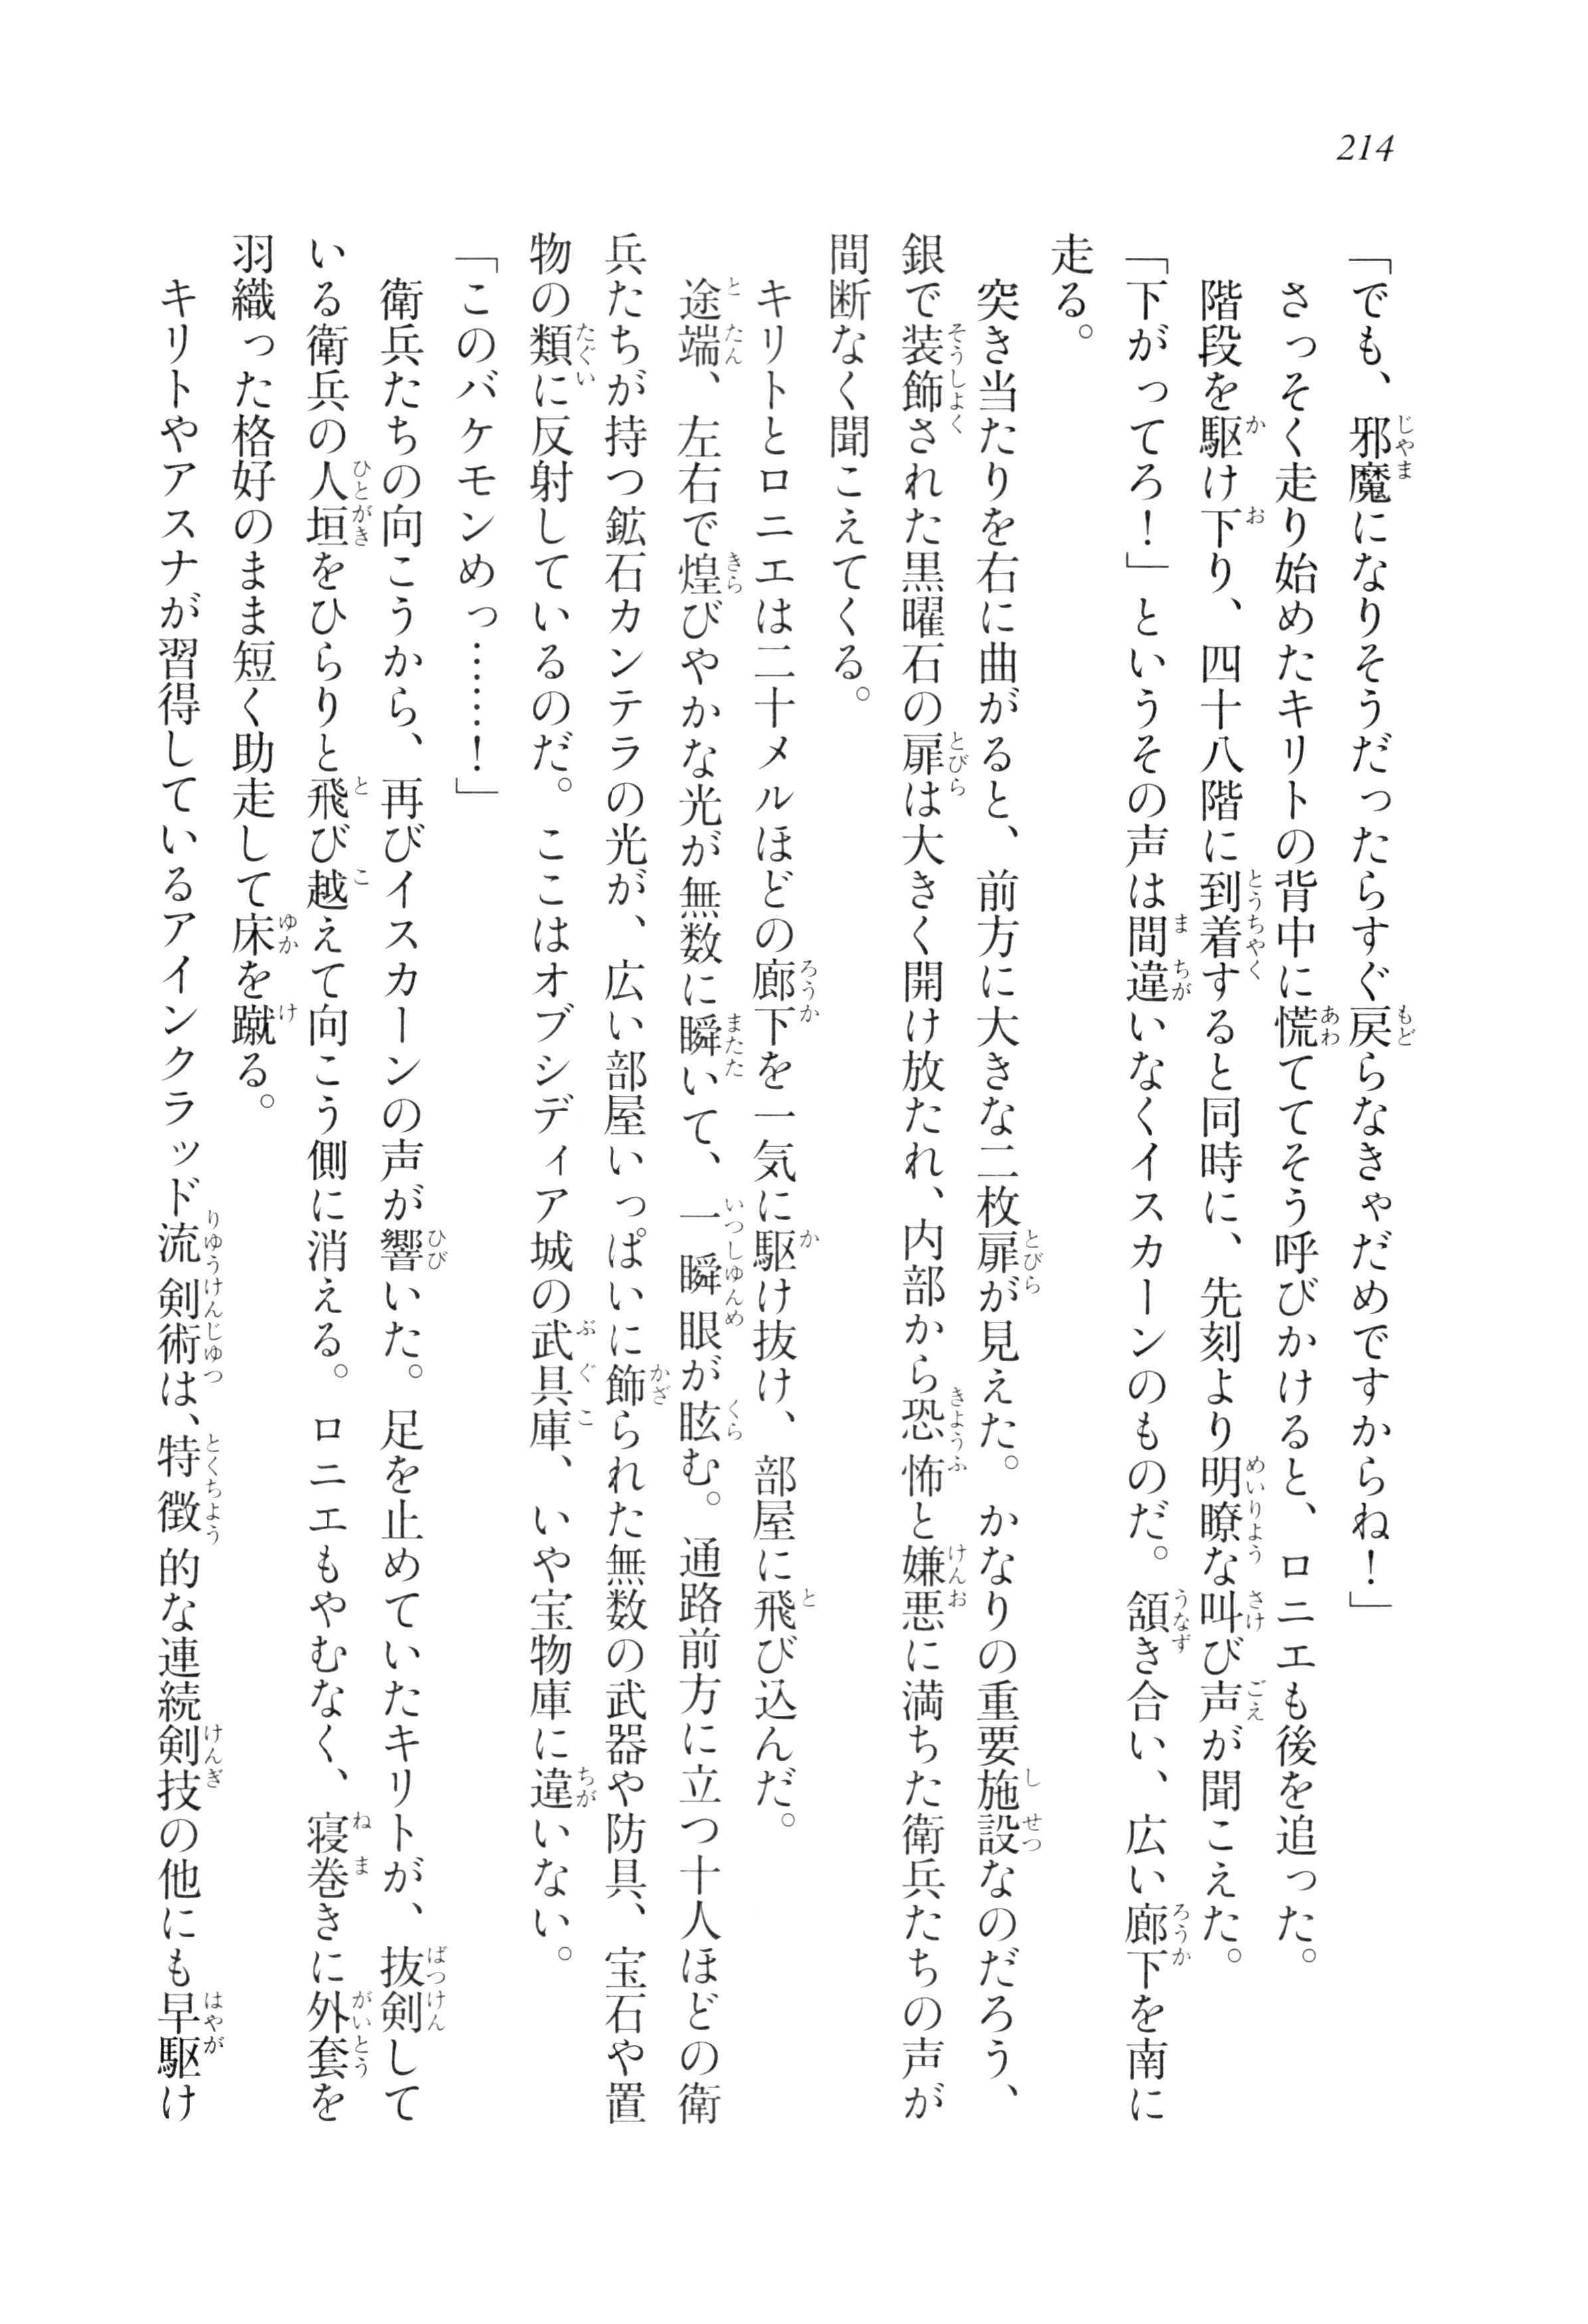 214
「でも、邪魔になりそうだったらすぐ戻らなきゃだめですからね！」
　さっそく走り始めたキリトの背中に慌ててそう呼びかけると、ロニエも後を追った。
　階段を駆け下り、四十八階に到着すると同時に、先刻より明瞭な叫び声が聞こえた。
「下がってろ！」というその声は間違いなくイスカーンのものだ。頷き合い、広い廊下を南に
走る。
　突き当たりを右に曲がると、前方に大きな二枚扉が見えた。かなりの重要施設なのだろう、
銀で装飾された黒曜石の扉は大きく開け放たれ、内部から恐怖と嫌悪に満ちた衛兵たちの声が
間断なく聞こえてくる。
　キリトとロニエは二十メルほどの廊下を一気に駆け抜け、部屋に飛び込んだ。
　途端、左右で煌びやかな光が無数に瞬いて、一瞬眼が眩む。通路前方に立つ十人ほどの衛
兵たちが持つ鉱石カンテラの光が、広い部屋いっぱいに飾られた無数の武器や防具、宝石や置
物の類に反射しているのだ。ここはオブシディア城の武具庫、いや宝物庫に違いない。
「このバケモンめっ……！」
　衛兵たちの向こうから、再びイスカーンの声が響いた。足を止めていたキリトが、抜剣して
いる衛兵の人垣をひらりと飛び越えて向こう側に消える。ロニエもやむなく、寝巻きに外套を
羽織った格好のまま短く助走して床を蹴る。
　キリトやアスナが習得しているアインクラッド流剣術は、特徴的な連続剣技の他にも早駆け